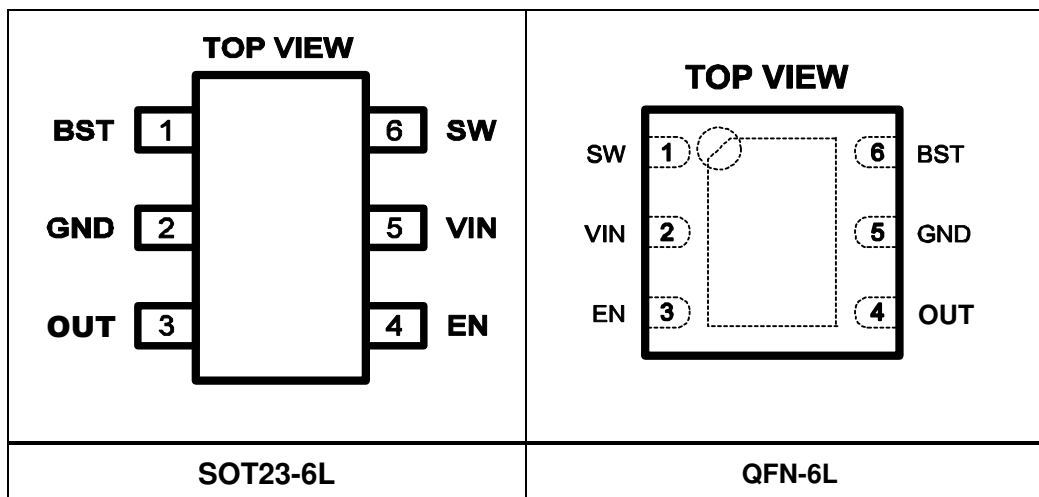 TOP VIEW
BST 1 6 SW
GND 2 5 VIN
OUT 3 4 EN
SOT23-6L
TOP VIEW
SW 1 6 BST
VIN 2 5 GND
EN 3 4 OUT
QFN-6L